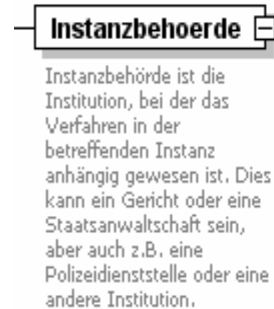 Instanzbehoerde
Instanzbehörde ist die
Institution, bei der das
Verfahren in der
betreffenden Instanz
anhängig gewesen ist. Dies
kann ein Gericht oder eine
Staatsanwaltschaft sein,
aber auch z.B. eine
Polizeidienststelle oder eine
andere Institution.